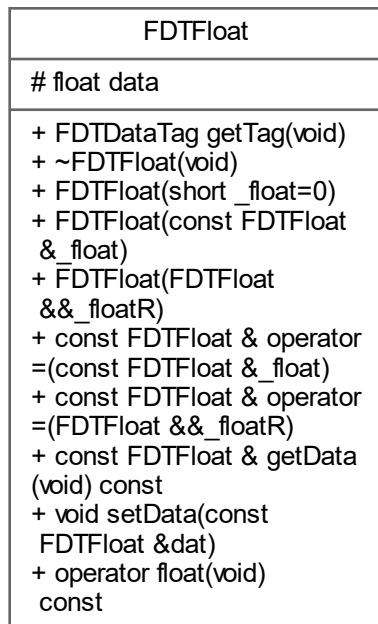 FDTFloat
# float data
+ FDTDataTag getTag(void)
+ ~FDTFloat(void)
+ FDTFloat(short _float=0)
+ FDTFloat(const FDTFloat
&_float)
+ FDTFloat(FDTFloat
&&_floatR)
+ const FDTFloat & operator
=(const FDTFloat &_float)
+ const FDTFloat & operator
=(FDTFloat &&_floatR)
+ const FDTFloat & getData
(void) const
+ void setData(const
FDTFloat &dat)
+ operator float(void)
const